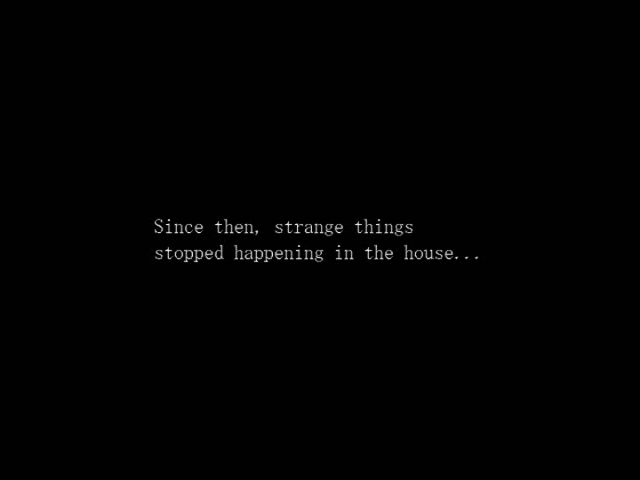 Since then, strange things
stopped happening in the house...